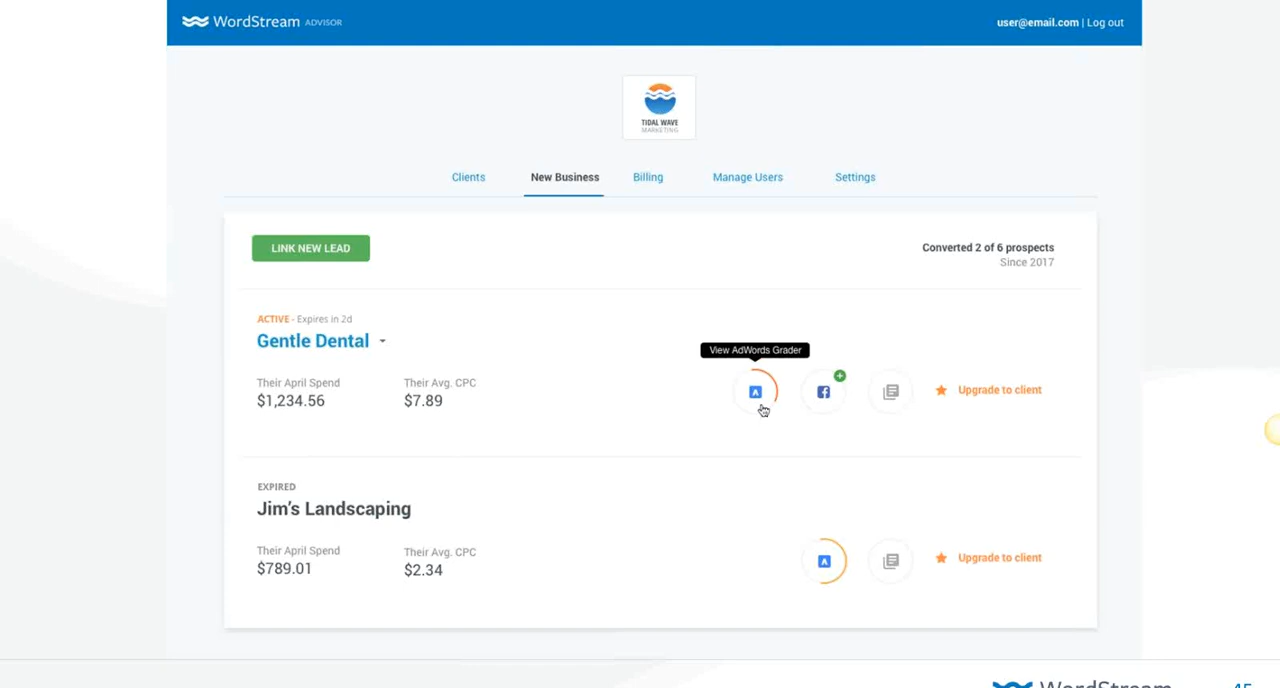 WordStream ADVISOR
user@email.com | Log out
TIDAL WAVE
MARKETING
Clients
New Business
Billing
Manage Users
Settings
LINK NEW LEAD
Converted 2 of 6 prospects
Since 2017
ACTIVE - Expires in 2d
Gentle Dental
View AdWords Grader
Their April Spend
Their Avg. CPC
$1,234.56
$7.89
Upgrade to client
EXPIRED
Jim's Landscaping
Their April Spend
Their Avg. CPC
$789.01
$2.34
Upgrade to client
WordStream
45